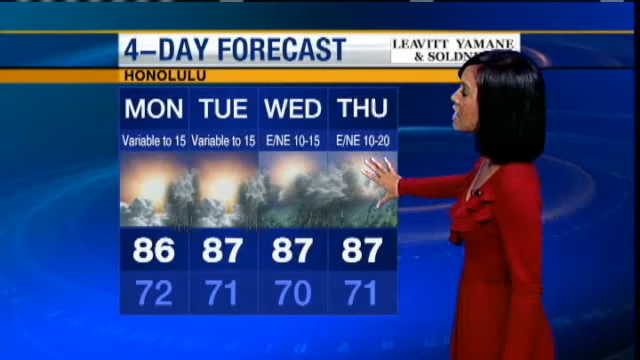 4-DAY FORECAST
LEAVITT YAMANE
&
HONOLULU
MON TUE WED THU
Variable to 15 Variable to 15 E/NE 10-15 E/NE 10-20
86 87 87 87
72 71 70 71